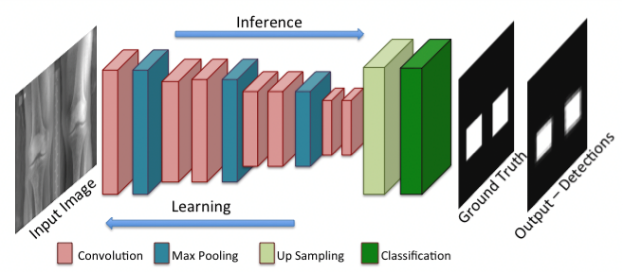 Inference
Input Image
Learning
Ground Truth
Output – Detections
Convolution
Max Pooling
Up Sampling
Classification